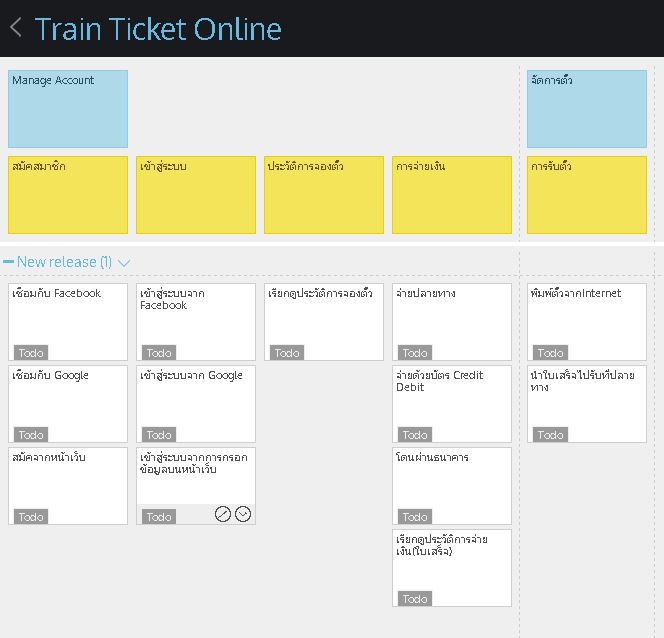 Train Ticket Online
Manage Account
จัดการตั๋ว
สมัคสมาชิก
เข้าสู่ระบบ
ประวัติการจองตั๋ว
การจ่ายเงิน
การรับตั๋ว
New release (1)
เชื่อมกับ Facebook
Todo
เข้าสู่ระบบจาก
Facebook
Todo
เรียกดูประวัติการจองตั๋ว
Todo
จ่ายปลายทาง
Todo
พิมพ์ตั๋วจากInternet
Todo
เชื่อมกับ Google
Todo
เข้าสู่ระบบจาก Google
Todo
จ่ายด้วยบัตร Credit
Debit
Todo
นำใบเสร็จไปรับที่ปลาย
ทาง
Todo
สมัคจากหน้าเว็บ
Todo
เข้าสู่ระบบจากการกรอก
ข้อมูลบนหน้าเว็บ
Todo
โดนผ่านธนาคาร
Todo
เรียกดูประวัติการจ่าย
เงิน(ใบเสร็จ)
Todo